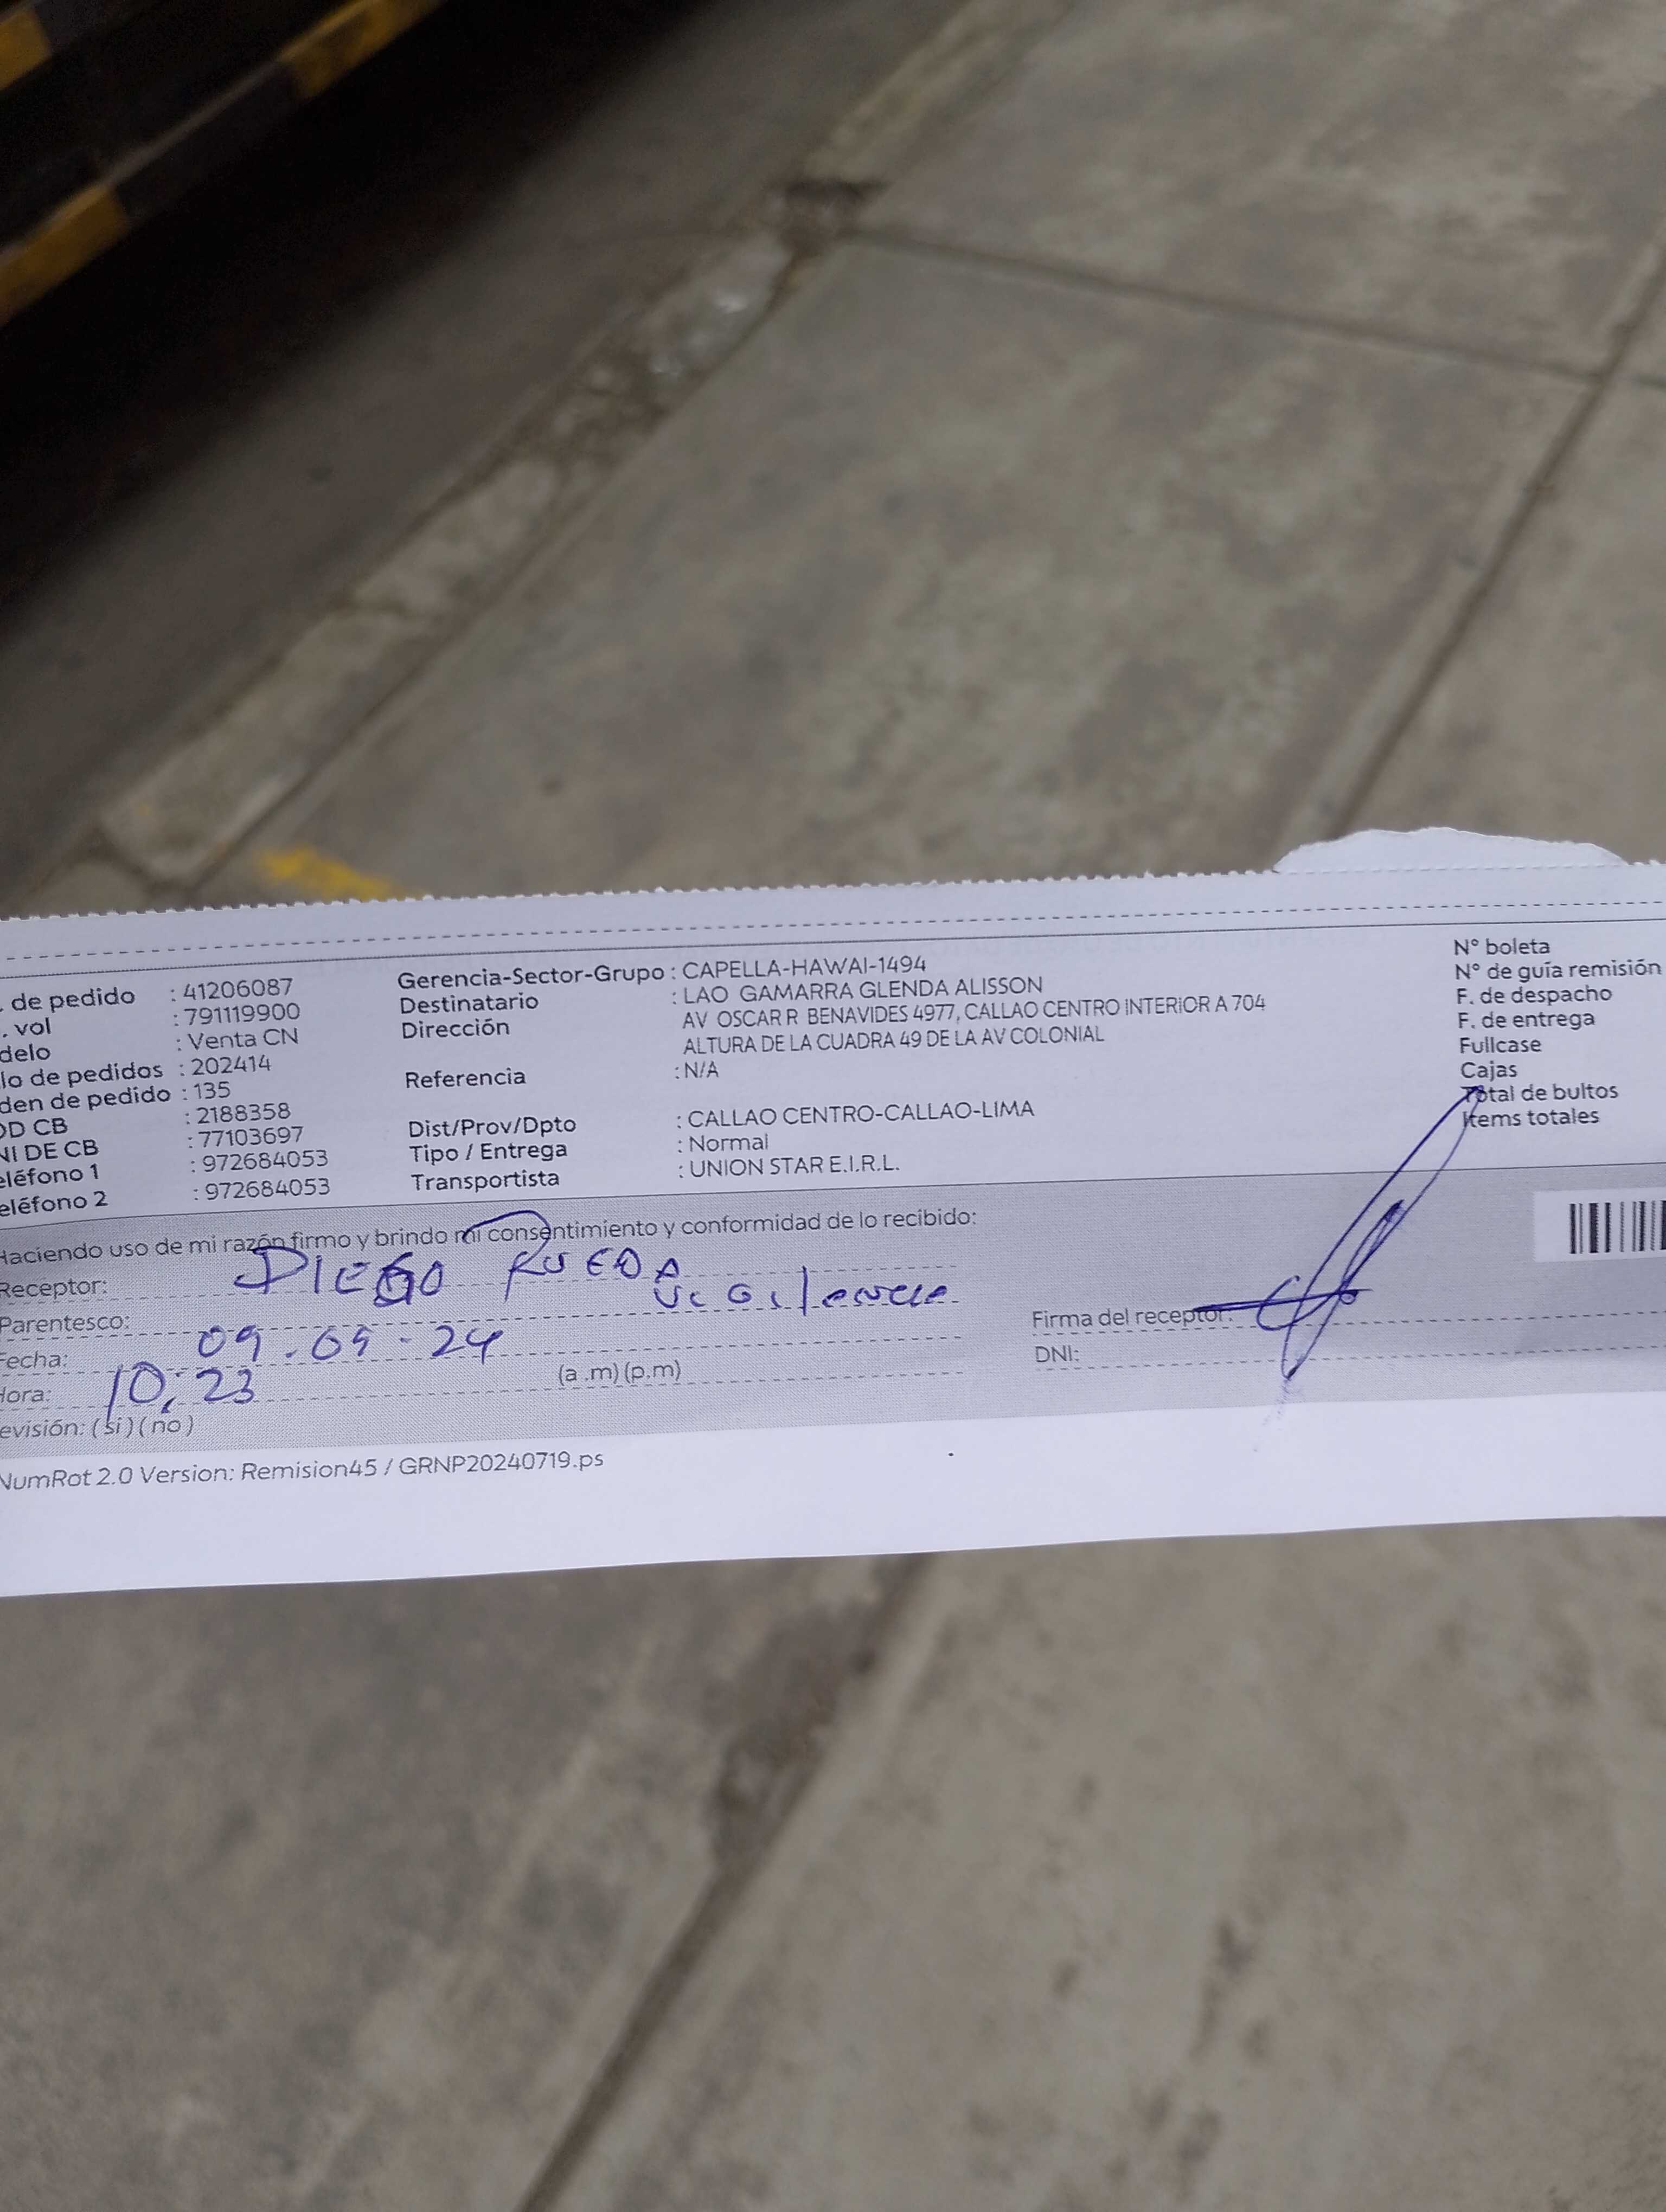 . de pedido : 41206087
. vol : 791119900
delo : Venta CN
lo de pedidos : 202414
den de pedido : 135
OD CB : 2188358
NI DE CB : 77103697
eléfono 1 : 972684053
eléfono 2 : 972684053
Gerencia-Sector-Grupo : CAPELLA-HAWAI-1494
Destinatario : LAO GAMARRA GLENDA ALISSON
Dirección AV OSCAR R BENAVIDES 4977, CALLAO CENTRO INTERIOR A 704
ALTURA DE LA CUADRA 49 DE LA AV COLONIAL
Referencia : N/A
Dist/Prov/Dpto : CALLAO CENTRO-CALLAO-LIMA
Tipo / Entrega : Normal
Transportista : UNION STAR E.I.R.L.
N° boleta
N° de guía remisión
F. de despacho
F. de entrega
Fullcase
Cajas
Total de bultos
Items totales
Haciendo uso de mi razón firmo y brindo mi consentimiento y conformidad de lo recibido:
Receptor: DIEGO RUEDA
Parentesco:
Fecha: 09.09.24
Hora: 10:23 (a .m) (p.m)
evisión: ( si ) ( no )
Firma del receptor:
DNI:
NumRot 2.0 Version: Remision45 / GRNP20240719.ps